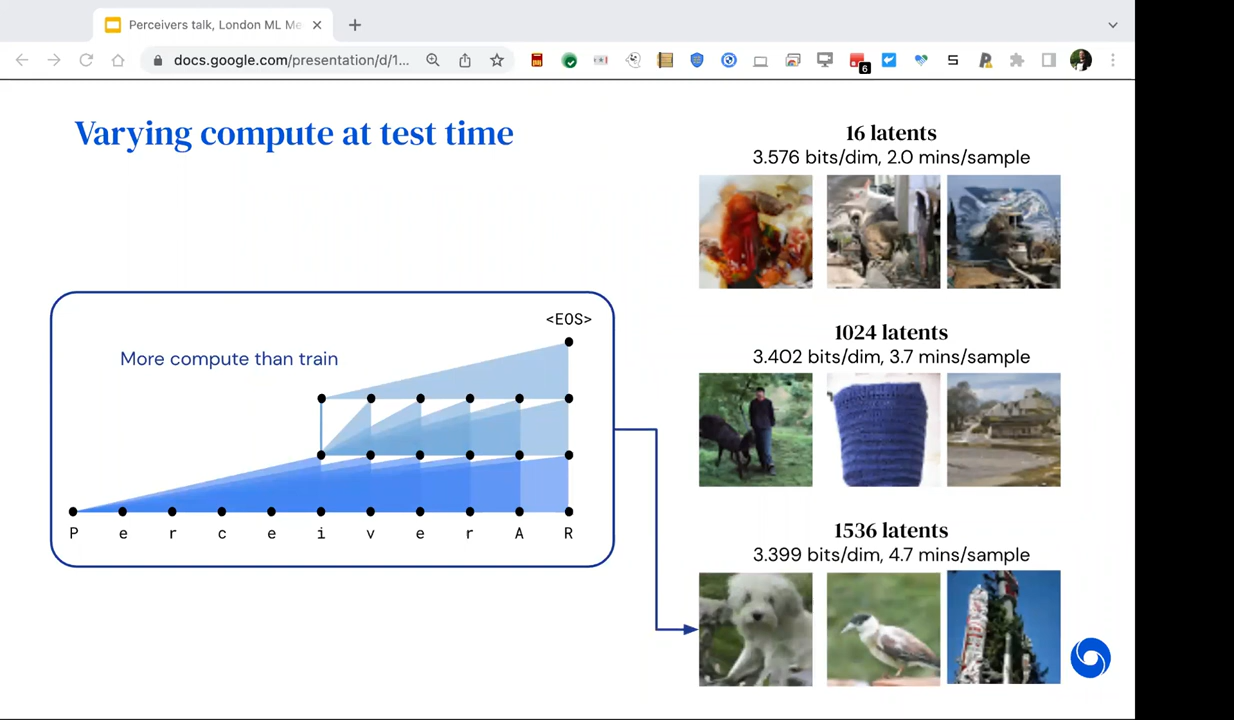 Perceivers talk, London ML Me
docs.google.com/presentation/d/1...
6
Varying compute at test time
16 latents
3.576 bits/dim, 2.0 mins/sample
<EOS>
More compute than train
P e r c e i v e r A R
1024 latents
3.402 bits/dim, 3.7 mins/sample
1536 latents
3.399 bits/dim, 4.7 mins/sample